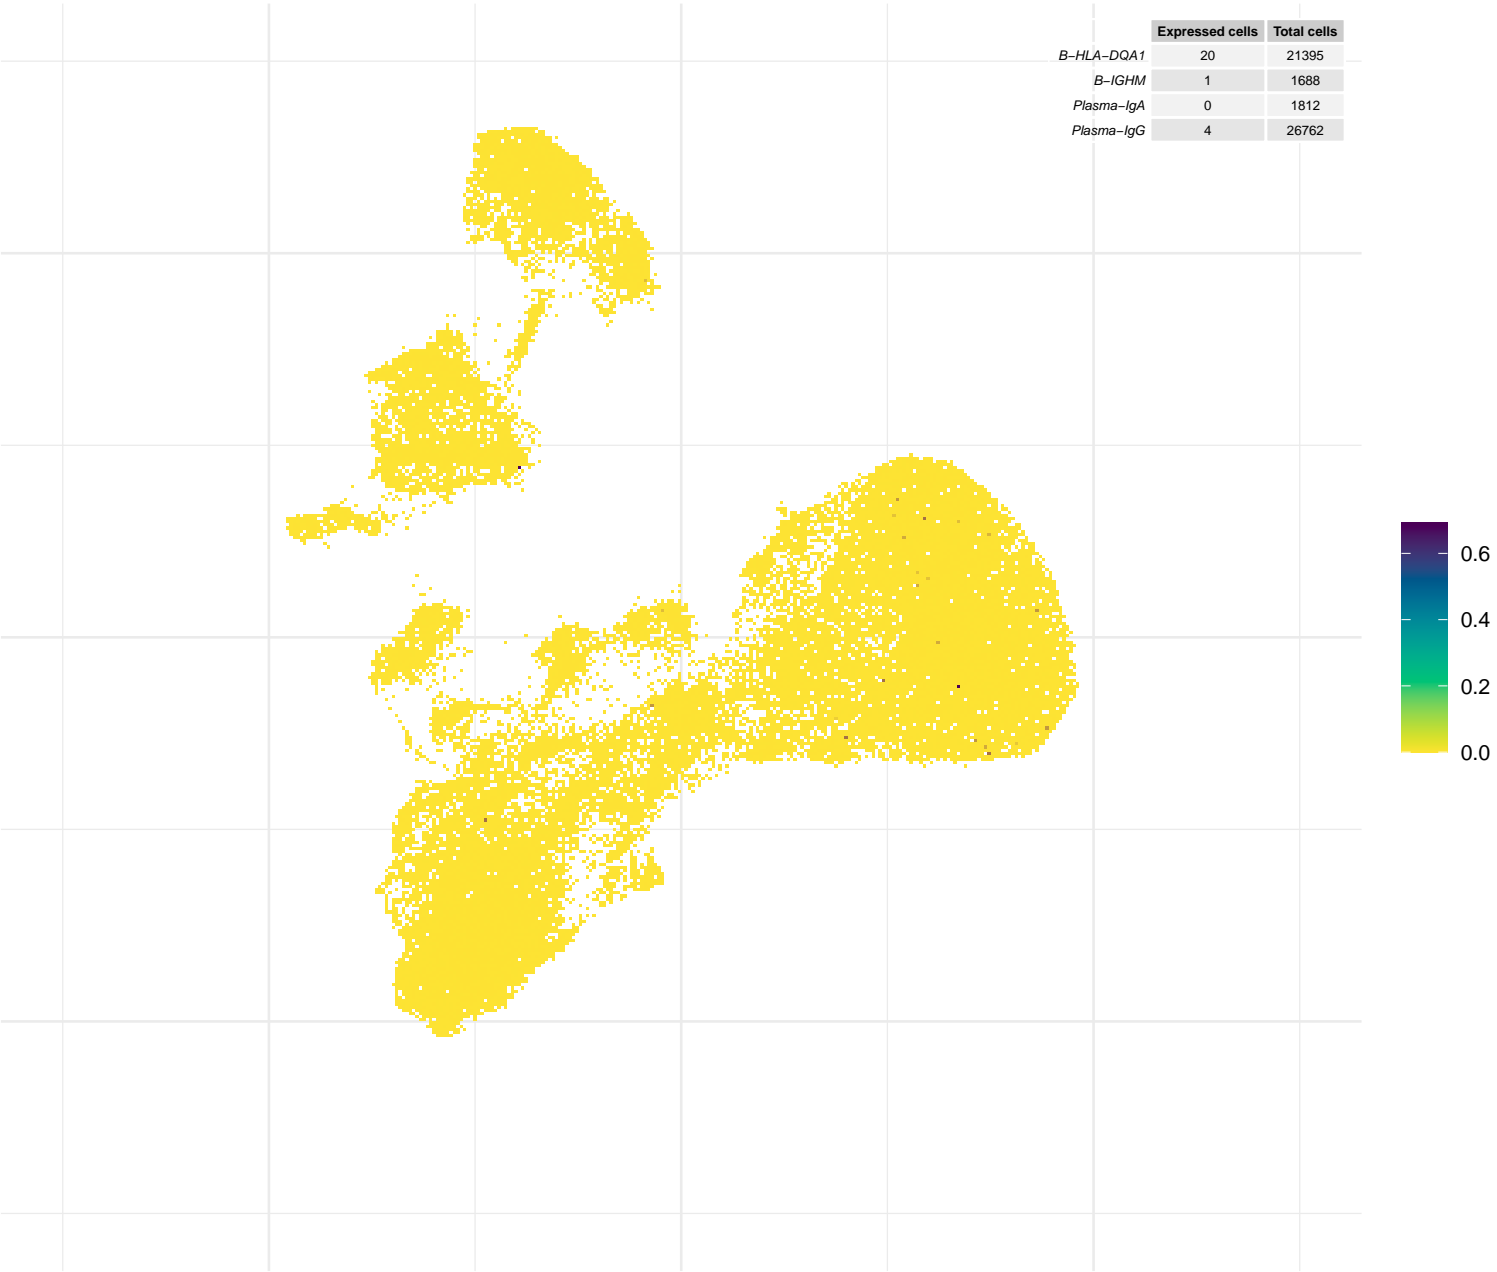 Expressed cells Total cells
B−HLA−DQA1 20 21395
B−IGHM 1 1688
Plasma−IgA 0 1812
Plasma−IgG 4 26762
0.6
0.4
0.2
0.0